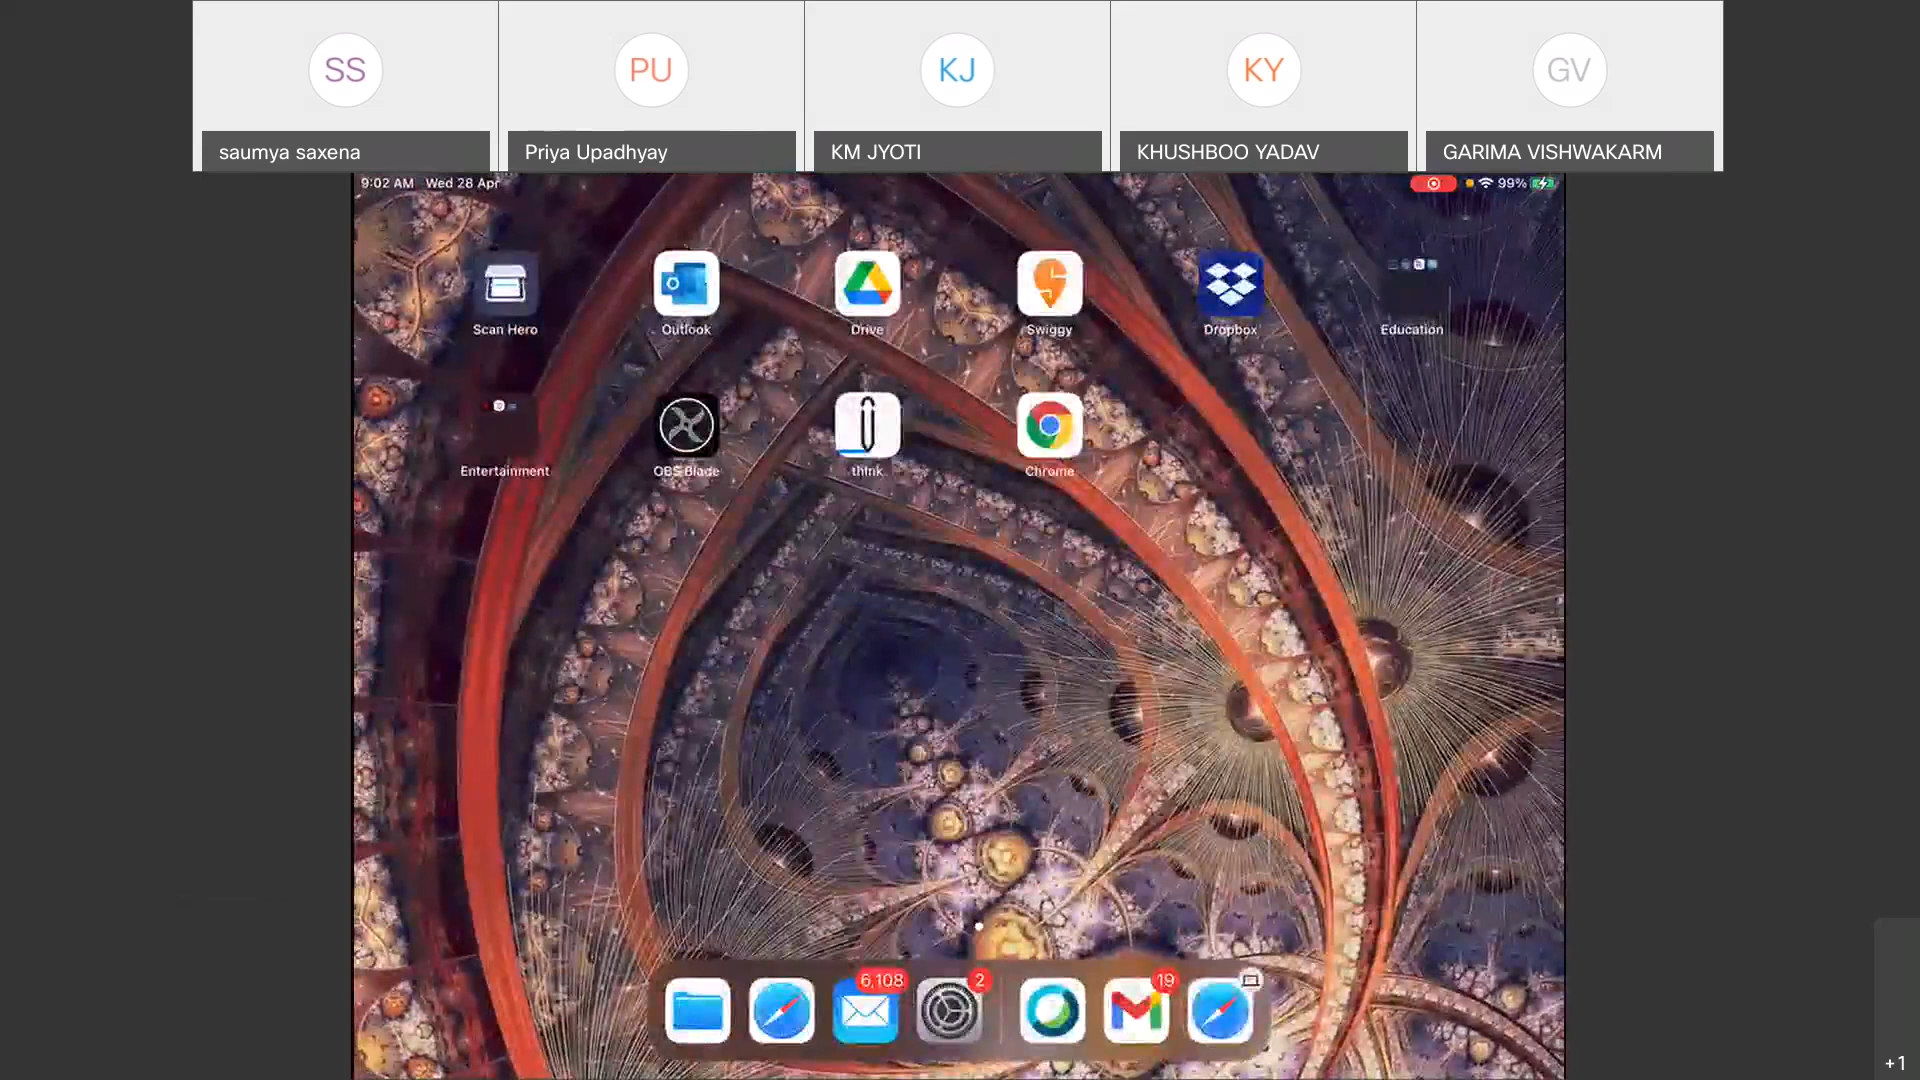 SS
PU
KJ
KY
GV
saumya saxena
Priya Upadhyay
KM JYOTI
KHUSHBOO YADAV
GARIMA VISHWAKARM
9:02 AM Wed 28 Apr
99%
Scan Hero
Outlook
Drive
Swiggy
Dropbox
Education
Entertainment
OBS Blade
think
Chrome
6,108
2
19
+1